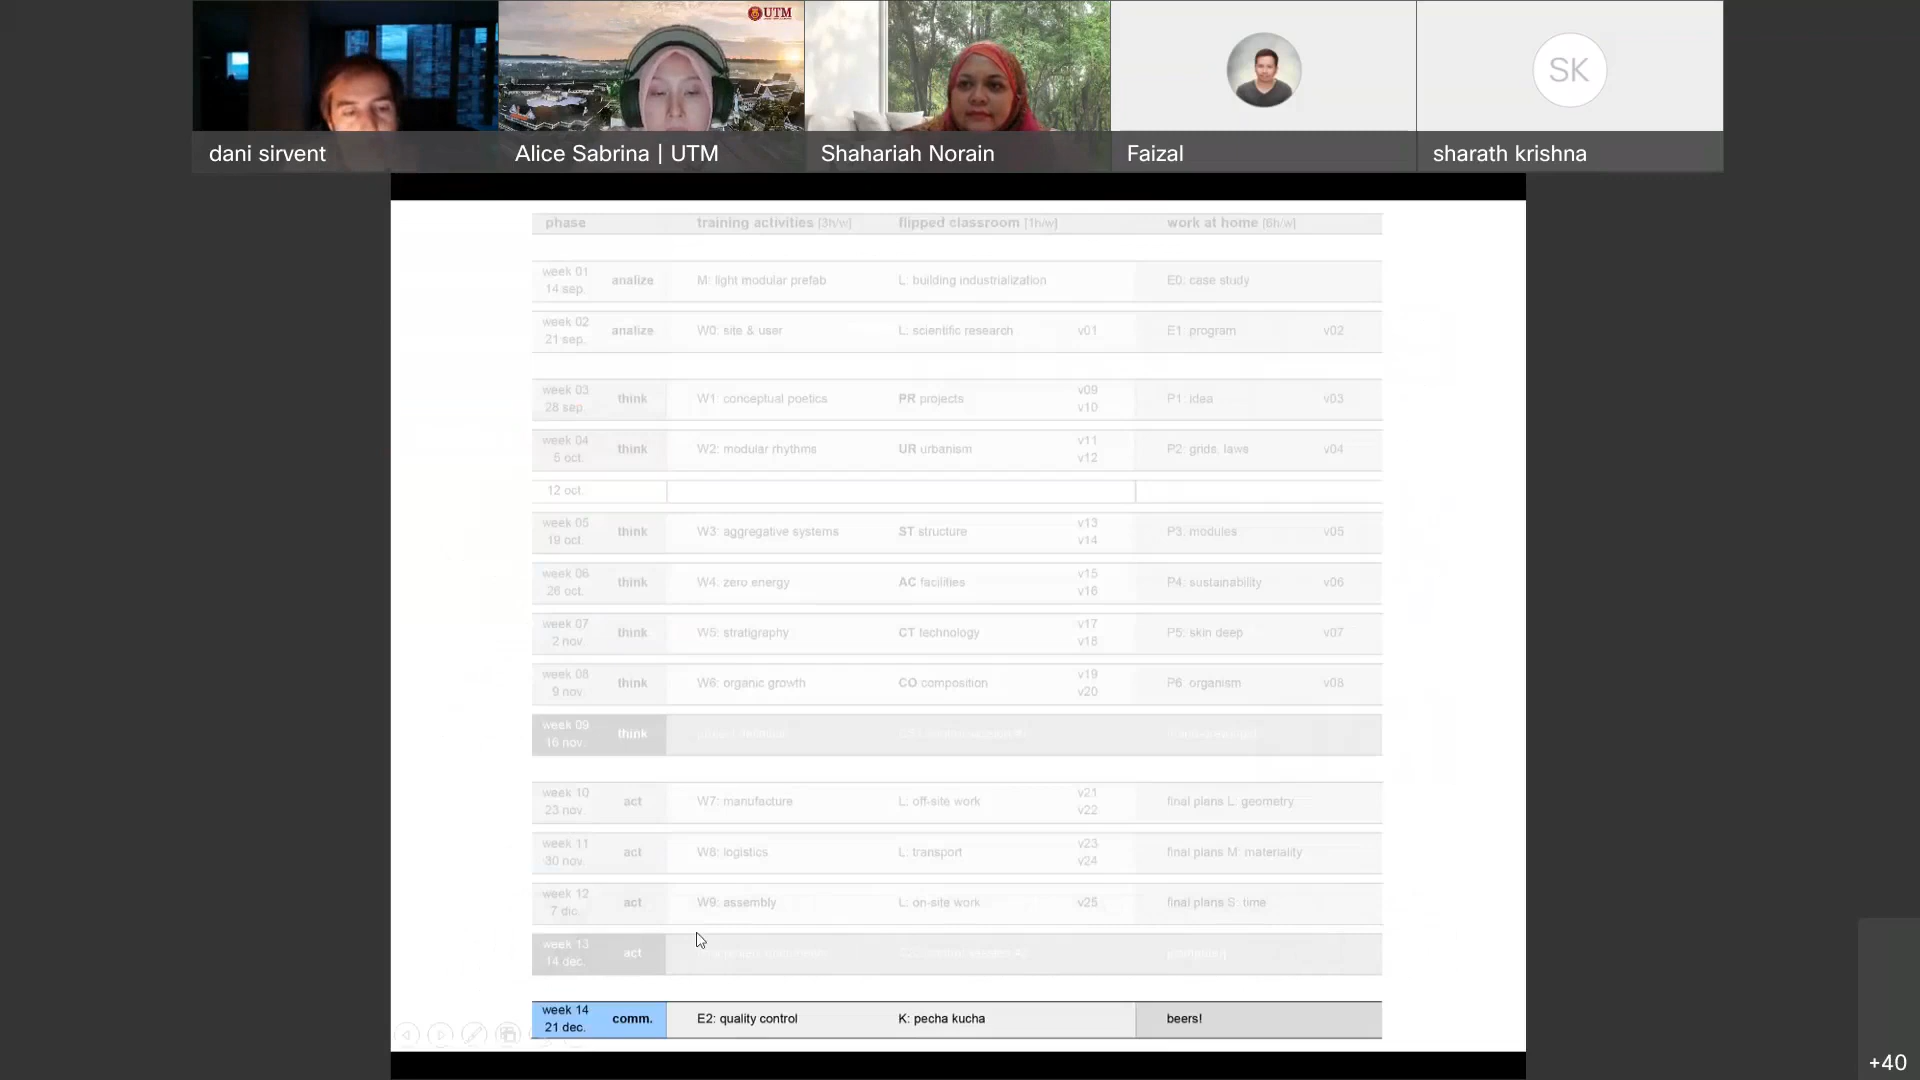 UTM
SK
dani sirvent
Alice Sabrina | UTM
Shahariah Norain
Faizal
sharath krishna
phase training activities [3h/w] flipped classroom [1h/w] work at home [6h/w]
week 01
14 sep. analize M: light modular prefab L: building industrialization E0: case study
week 02
21 sep. analize W0: site & user L: scientific research v01 E1: program v02
week 03
28 sep. think W1: conceptual poetics PR projects v09
v10 P1: idea v03
week 04
5 oct. think W2: modular rhythms UR urbanism v11
v12 P2: grids, laws v04
12 oct.
week 05
19 oct. think W3: aggregative systems ST structure v13
v14 P3: modules v05
week 06
26 oct. think W4: zero energy AC facilities v15
v16 P4: sustainability v06
week 07
2 nov. think W5: stratigraphy CT technology v17
v18 P5: skin deep v07
week 08
9 nov. think W6: organic growth CO composition v19
v20 P6: organism v08
week 09
16 nov. think
week 10
23 nov. act W7: manufacture L: off-site work v21
v22 final plans L: geometry
week 11
30 nov. act W8: logistics L: transport v23
v24 final plans M: materiality
week 12
7 dic. act W9: assembly L: on-site work v25 final plans S: time
week 13
14 dec. act
week 14
21 dec. comm. E2: quality control K: pecha kucha beers!
+40